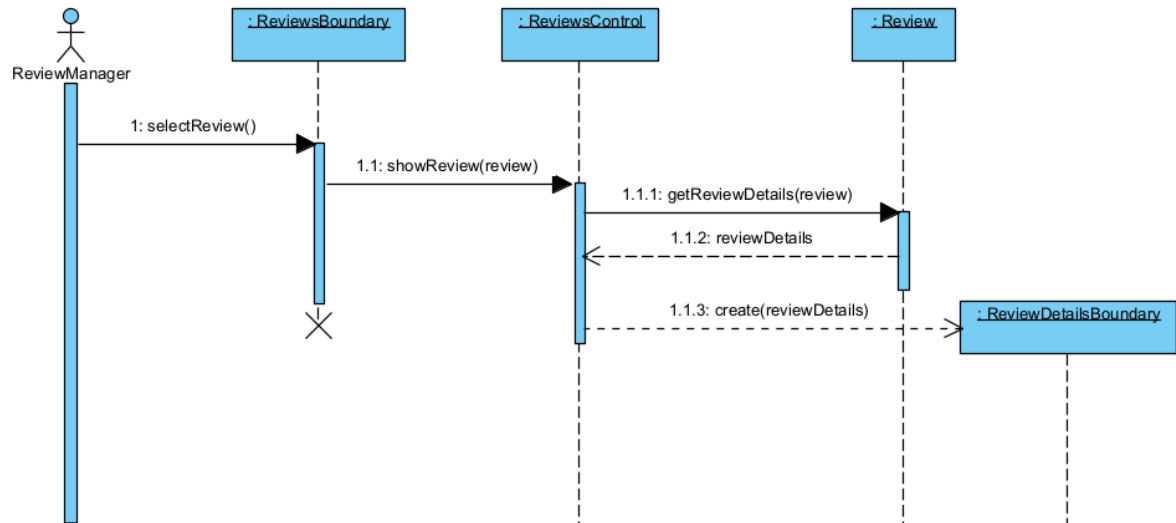 : ReviewsBoundary
: ReviewsControl
: Review
ReviewManager
1: selectReview()
1.1: showReview(review)
1.1.1: getReviewDetails(review)
1.1.2: reviewDetails
1.1.3: create(reviewDetails)
: ReviewDetailsBoundary